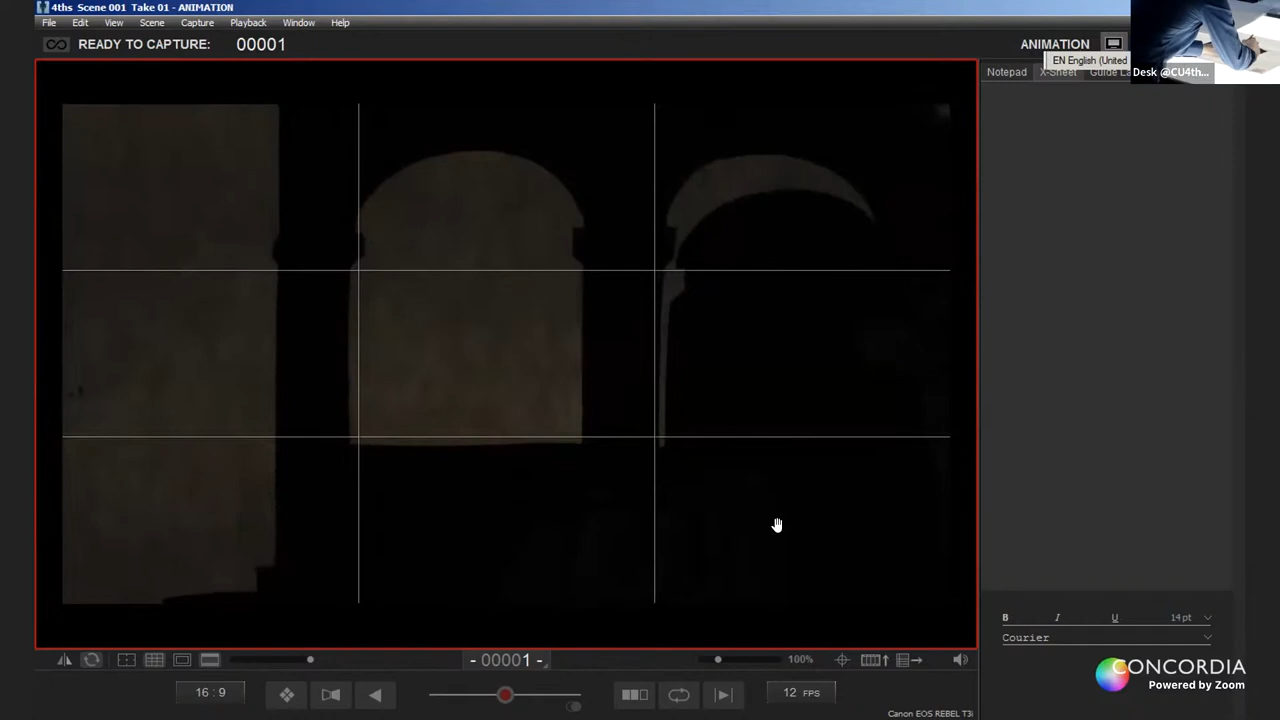 4ths Scene 001 Take 01 - ANIMATION
File Edit View Scene Capture Playback Window Help
READY TO CAPTURE: 00001
ANIMATION
EN English (United
Desk @CU4th...
Notepad X-Sheet Guide La
B I U 14pt
Courier
- 00001 -
100%
16 : 9
12 FPS
Canon EOS REBEL T3i
CONCORDIA
Powered by Zoom